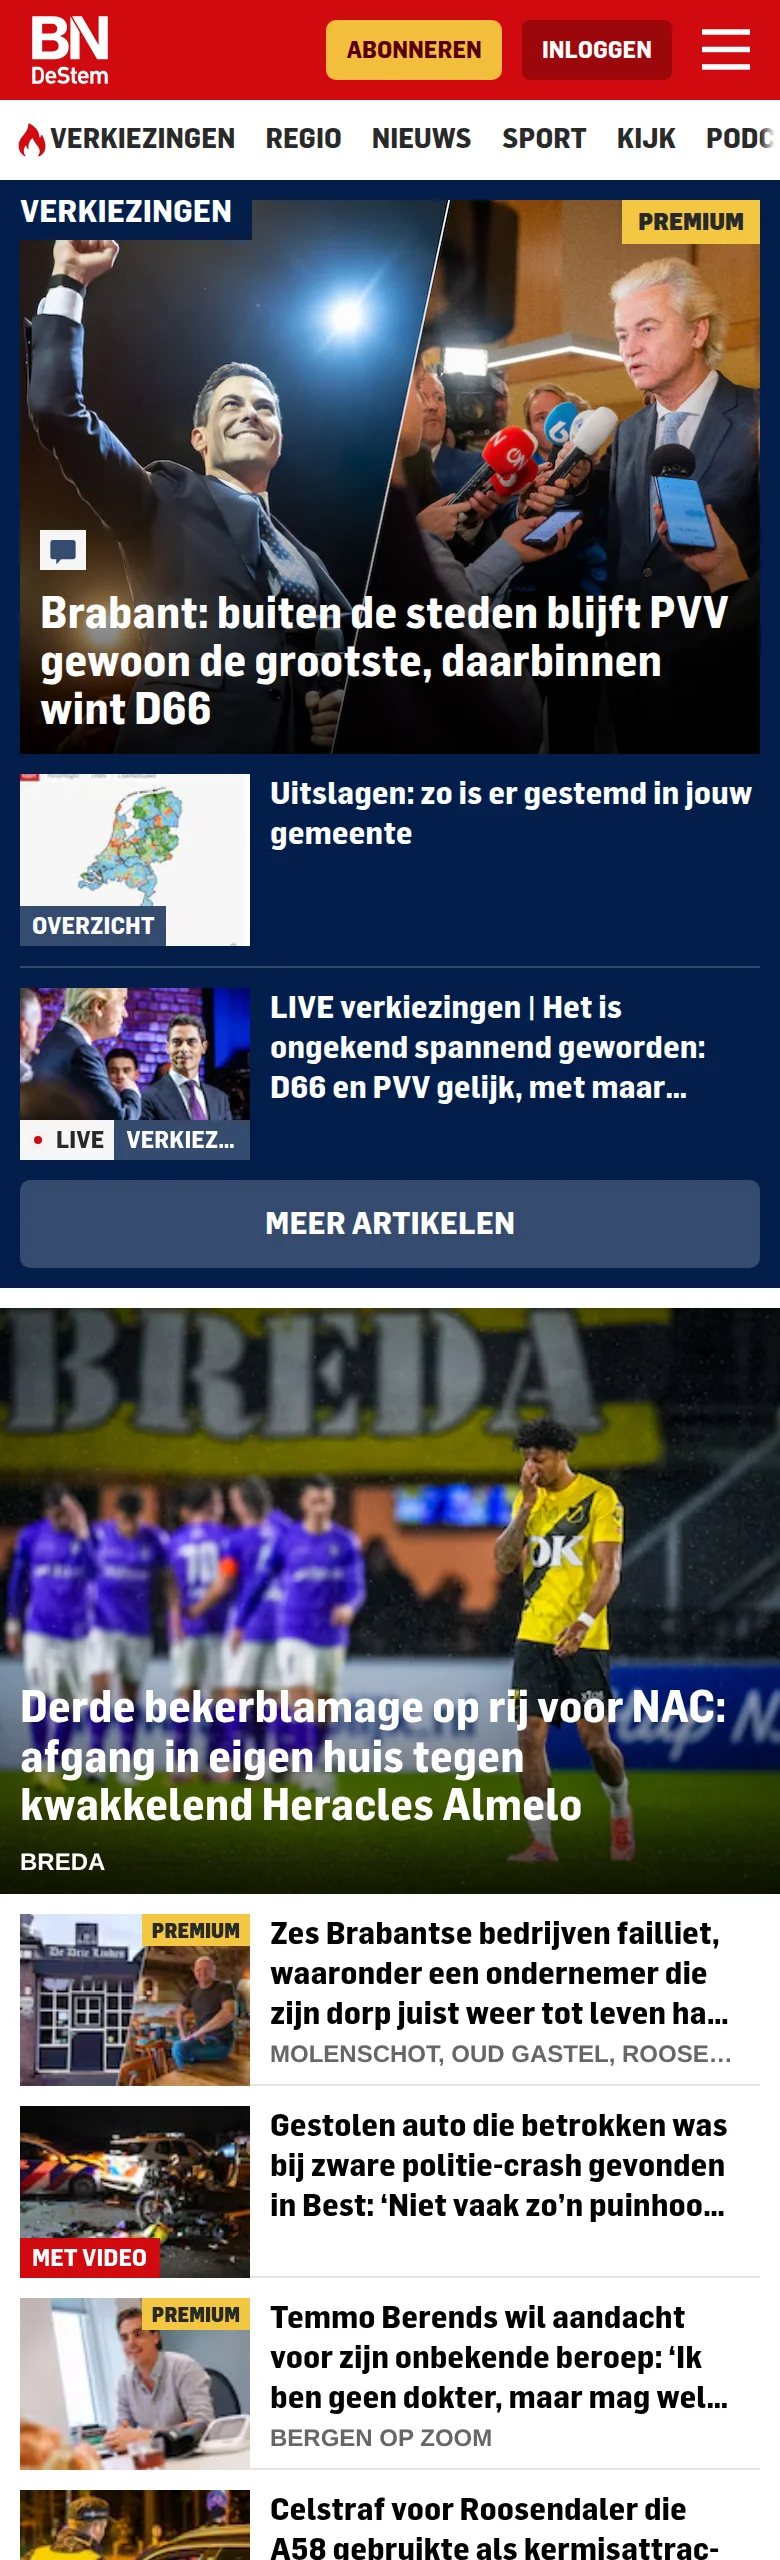 BN
DeStem
ABONNEREN
INLOGGEN
VERKIEZINGEN
REGIO
NIEUWS
SPORT
KIJK
PODC
VERKIEZINGEN
PREMIUM
Brabant: buiten de steden blijft PVV
gewoon de grootste, daarbinnen
wint D66
Uitslagen: zo is er gestemd in jouw
gemeente
OVERZICHT
LIVE verkiezingen | Het is
ongekend spannend geworden:
D66 en PVV gelijk, met maar...
LIVE
VERKIEZ...
MEER ARTIKELEN
BREDA
OK
Derde bekerblamage op rij voor NAC:
afgang in eigen huis tegen
kwakkelend Heracles Almelo
BREDA
PREMIUM
De Drie Linden
Zes Brabantse bedrijven failliet,
waaronder een ondernemer die
zijn dorp juist weer tot leven ha...
MOLENSCHOT, OUD GASTEL, ROOSE...
Gestolen auto die betrokken was
bij zware politie-crash gevonden
in Best: ‘Niet vaak zo’n puinhoo...
MET VIDEO
PREMIUM
Temmo Berends wil aandacht
voor zijn onbekende beroep: ‘Ik
ben geen dokter, maar mag wel...
BERGEN OP ZOOM
Celstraf voor Roosendaler die
A58 gebruikte als kermisattrac-